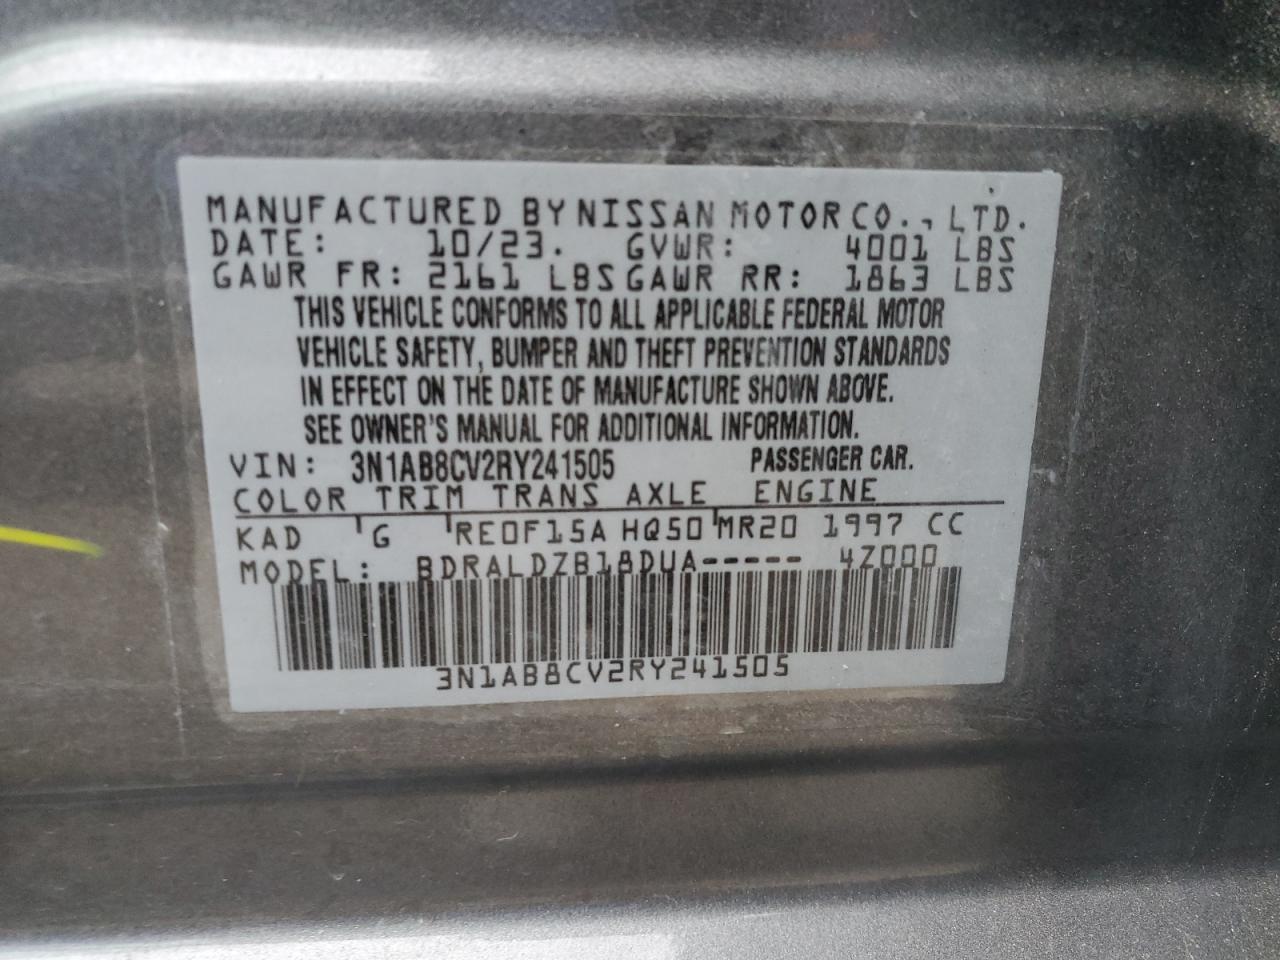 MANUFACTURED BY NISSAN MOTOR CO., LTD.
DATE: 10/23. GVWR: 4001 LBS
GAWR FR: 2161 LBS GAWR RR: 1863 LBS
THIS VEHICLE CONFORMS TO ALL APPLICABLE FEDERAL MOTOR
VEHICLE SAFETY, BUMPER AND THEFT PREVENTION STANDARDS
IN EFFECT ON THE DATE OF MANUFACTURE SHOWN ABOVE.
SEE OWNER'S MANUAL FOR ADDITIONAL INFORMATION.
VIN: 3N1AB8CV2RY241505 PASSENGER CAR.
COLOR TRIM TRANS AXLE ENGINE
KAD G RE0F15A HQ50 MR20 1997 CC
MODEL: BDRALDZB18DUA----- 4Z000
3N1AB8CV2RY241505